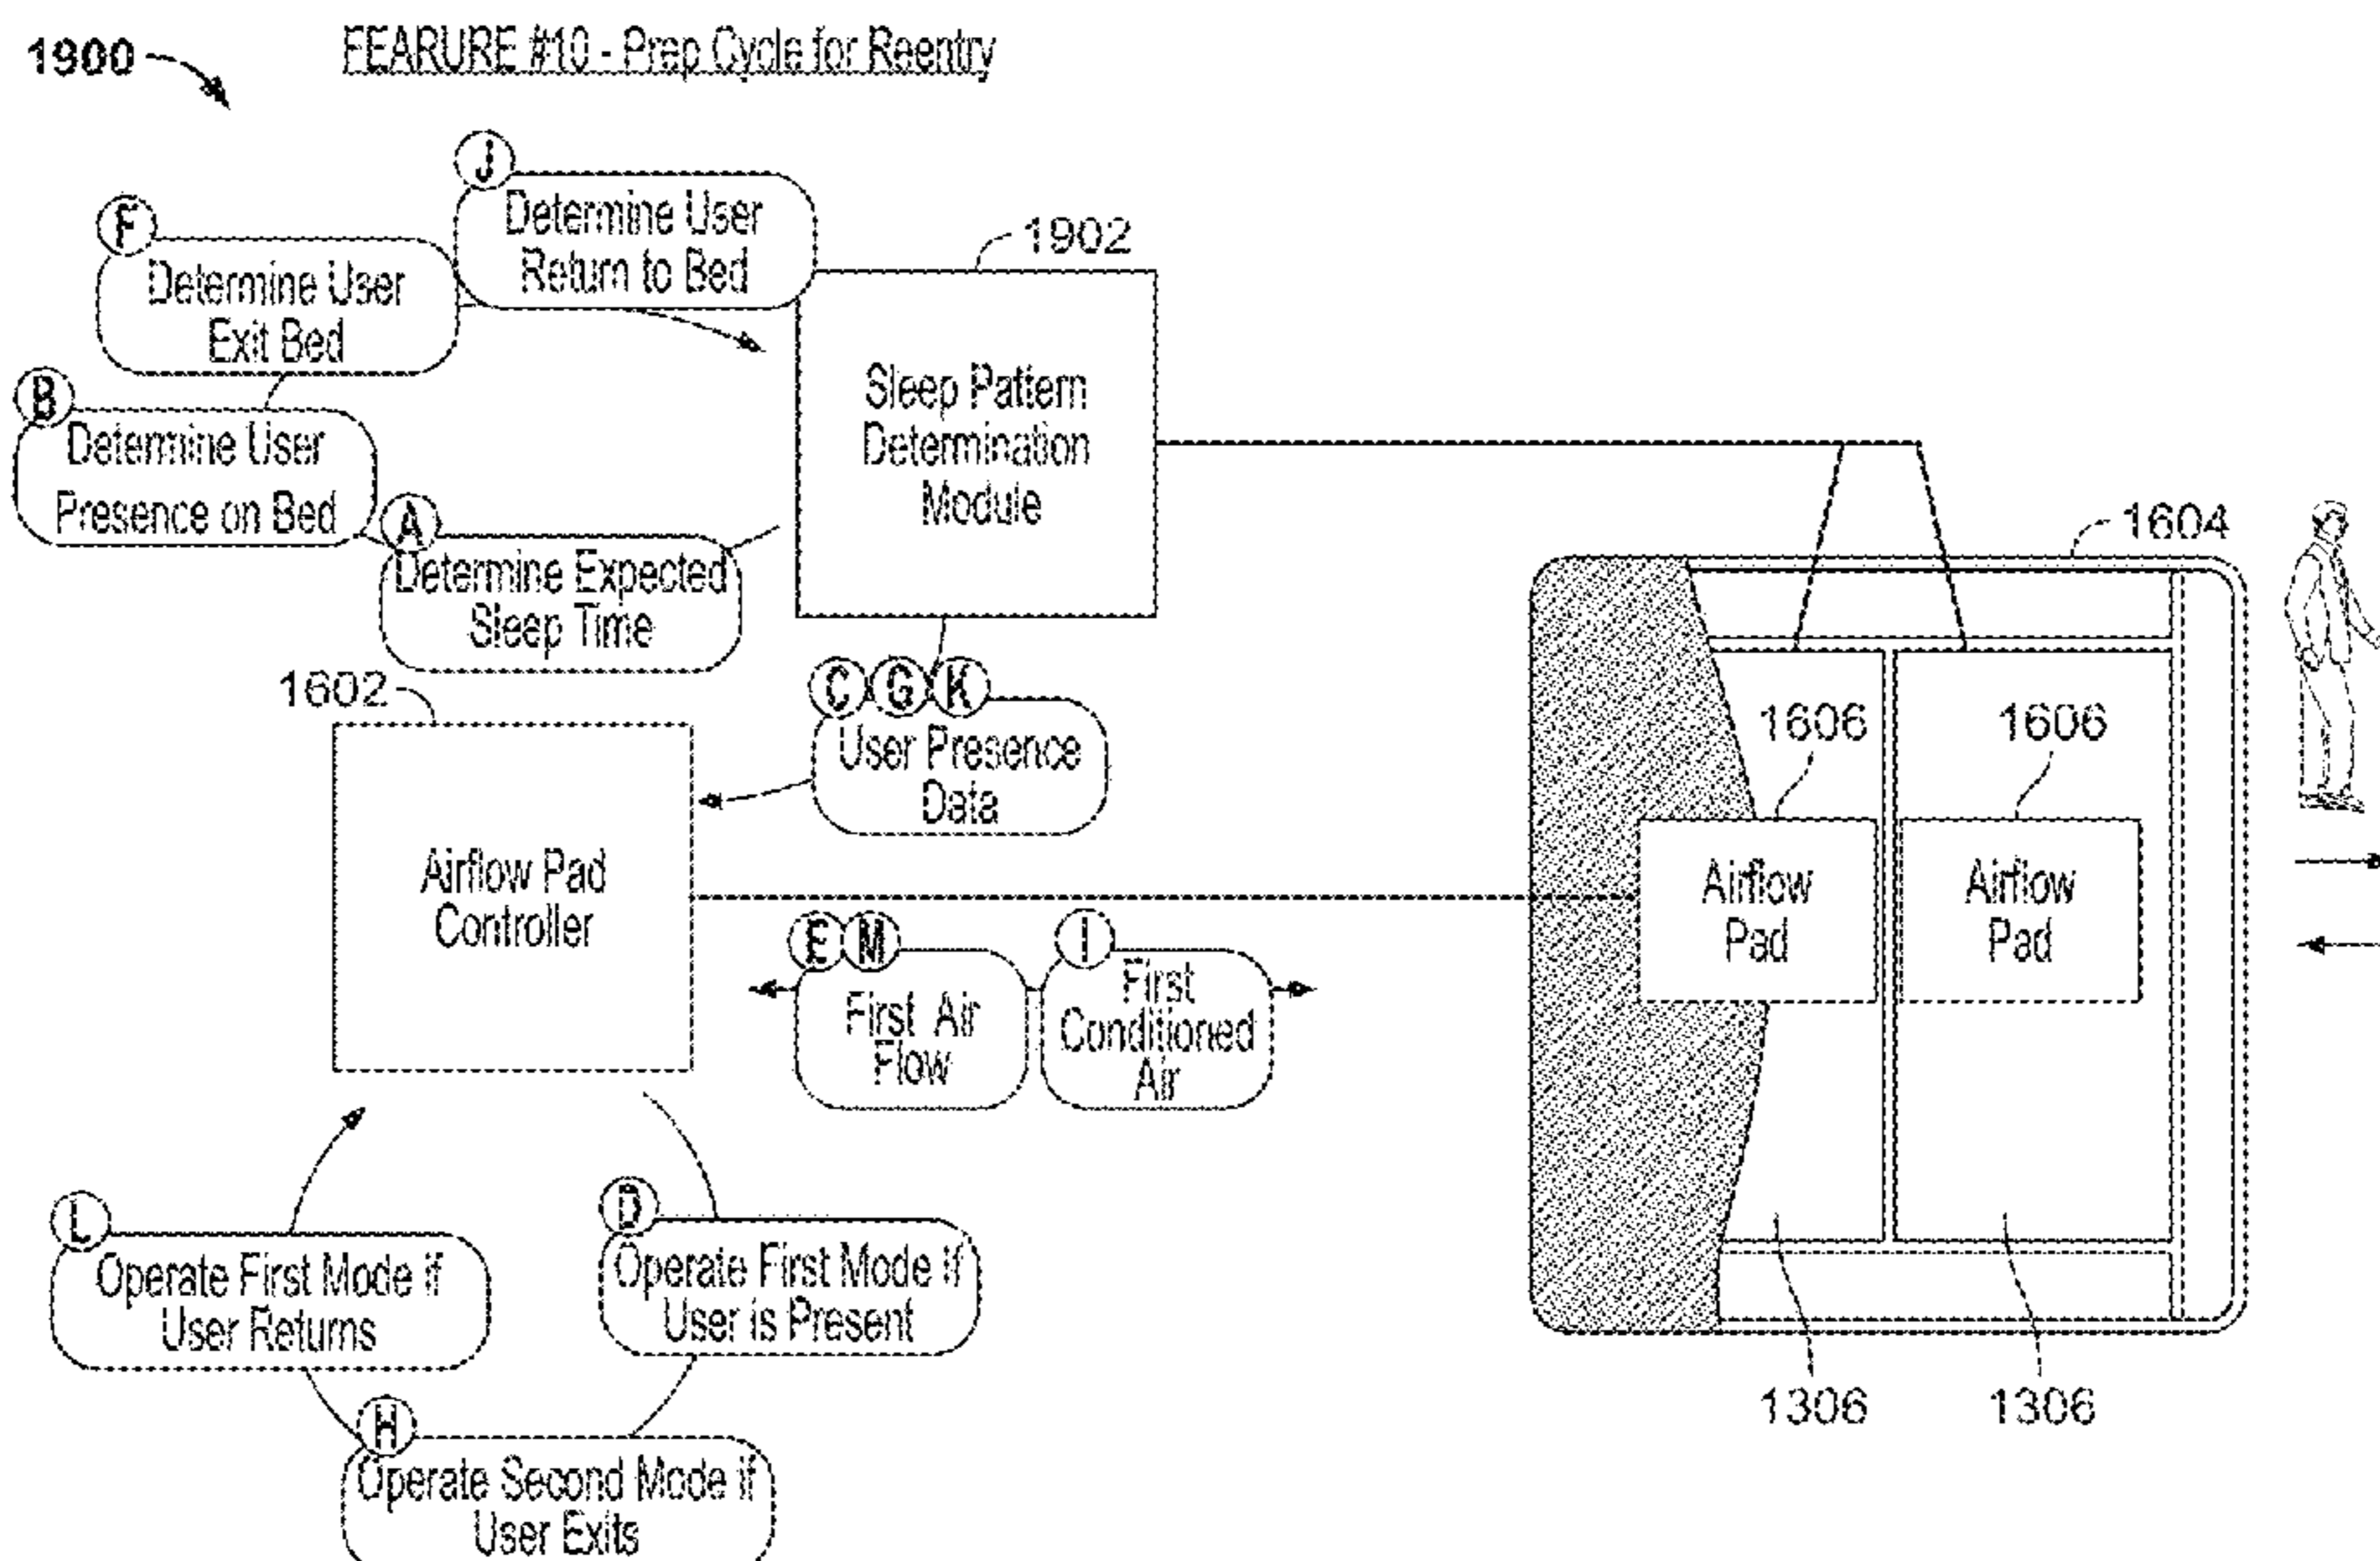 1900
FEARURE #10 - Prep Cycle for Reentry
J
Determine User
Return to Bed
F
Determine User
Exit Bed
1902
B
Determine User
Presence on Bed
Sleep Pattern
Determination
Module
A
Determine Expected
Sleep Time
1604
1602
C G K
User Presence
Data
1606
1606
Airflow Pad
Controller
Airflow
Pad
Airflow
Pad
E M
First Air
Flow
I
First
Conditioned
Air
L
Operate First Mode if
User Returns
D
Operate First Mode if
User is Present
1306
1306
H
Operate Second Mode if
User Exits